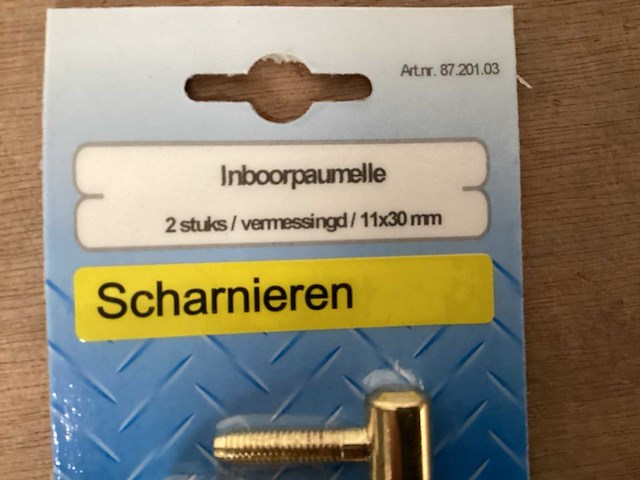 Art.nr. 87.201.03
Inboorpaumelle
2 stuks / vermessingd / 11x30 mm
Scharnieren